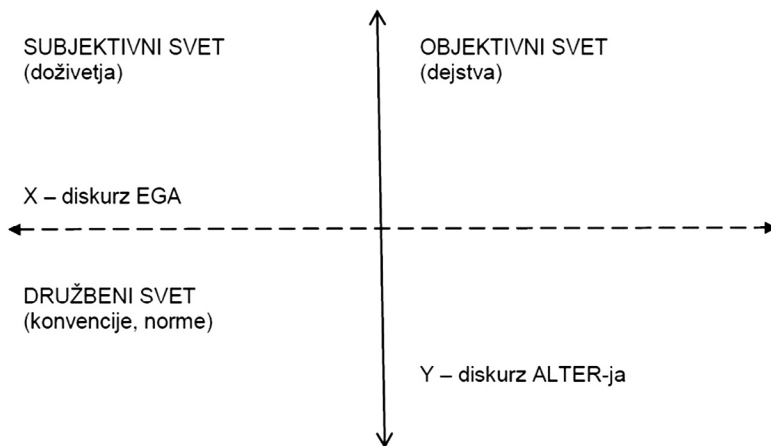 SUBJEKTIVNI SVET
(doživetja)
OBJEKTIVNI SVET
(dejstva)
X – diskurz EGA
DRUŽBENI SVET
(konvencije, norme)
Y – diskurz ALTER-ja